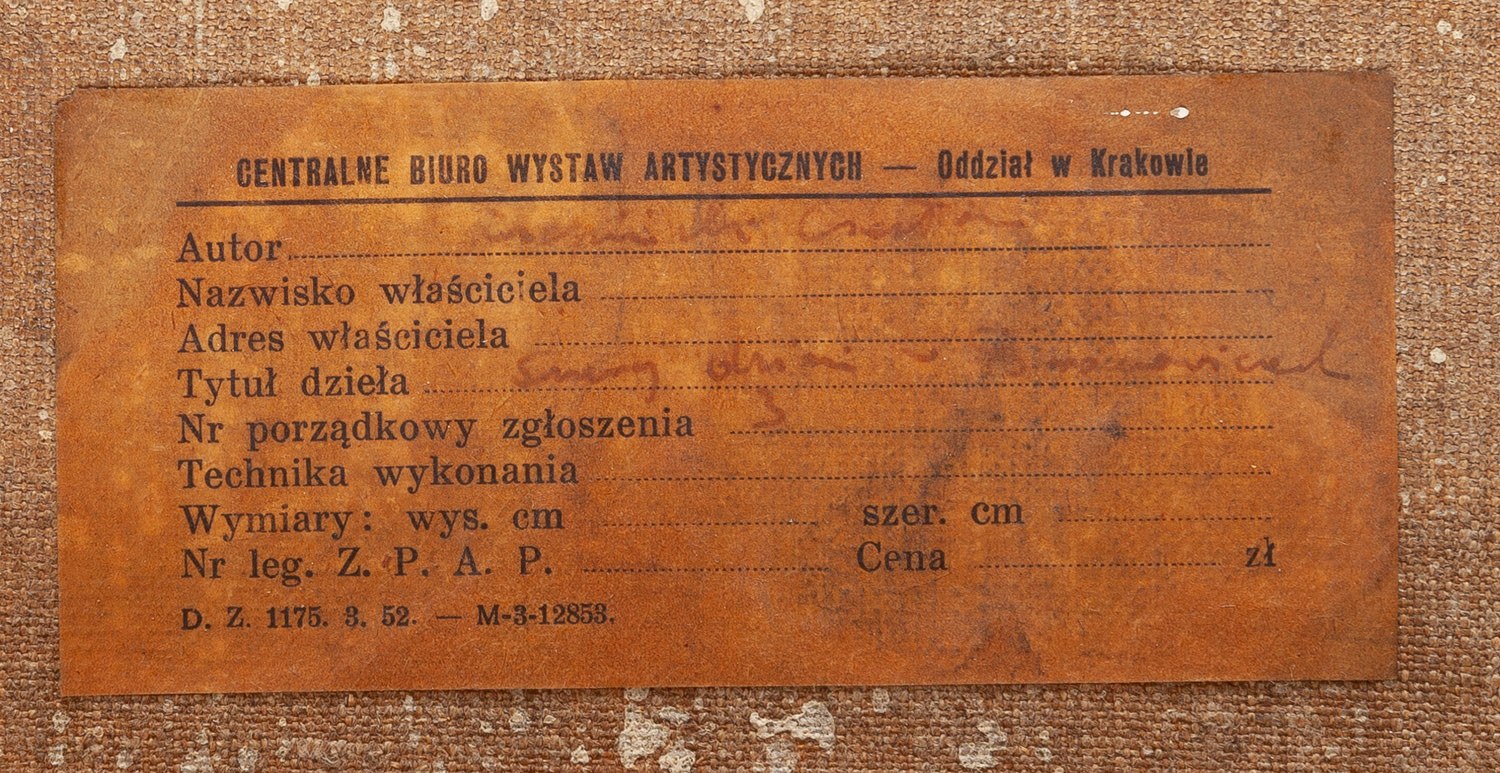 CENTRALNE BIURO WYSTAW ARTYSTYCZNYCH — Oddział w Krakowie
Autor
Nazwisko właściciela
Adres właściciela
Tytuł dzieła
Nr porządkowy zgłoszenia
Technika wykonania
Wymiary: wys. cm szer. cm
Nr leg. Z. P. A. P. Cena zł
D. Z. 1175. 3. 52. — M-3-12853.